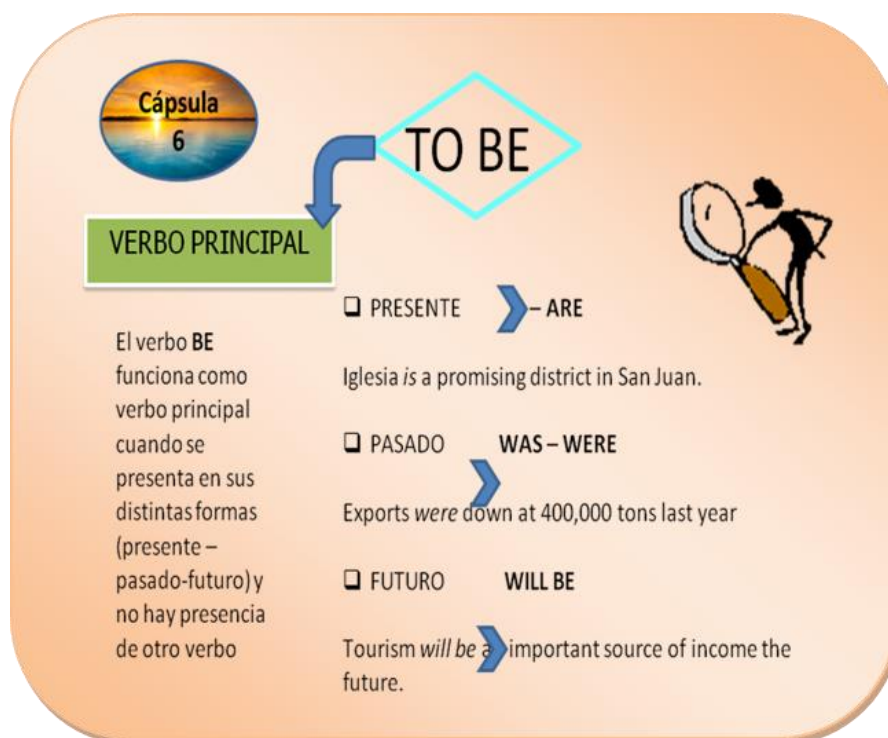 Cápsula
6
TO BE
VERBO PRINCIPAL
El verbo BE
funciona como
verbo principal
cuando se
presenta en sus
distintas formas
(presente –
pasado-futuro) y
no hay presencia
de otro verbo
PRESENTE – ARE
Iglesia is a promising district in San Juan.
PASADO WAS – WERE
Exports were down at 400,000 tons last year
FUTURO WILL BE
Tourism will be important source of income the
future.